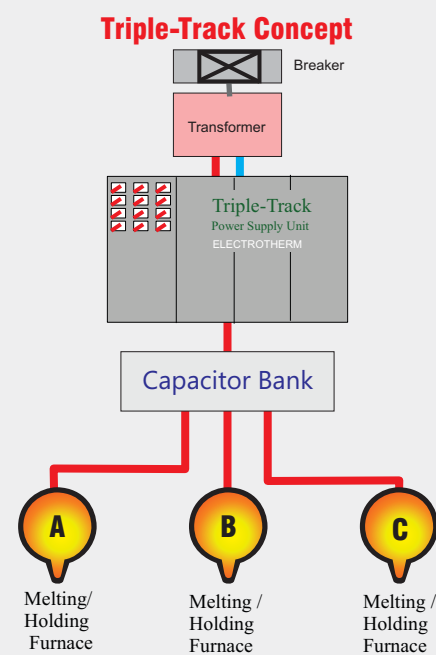 Triple-Track Concept
Breaker
Transformer
Triple-Track
Power Supply Unit
ELECTROTHERM
Capacitor Bank
A
B
C
Melting/
Holding
Furnace
Melting /
Holding
Furnace
Melting /
Holding
Furnace